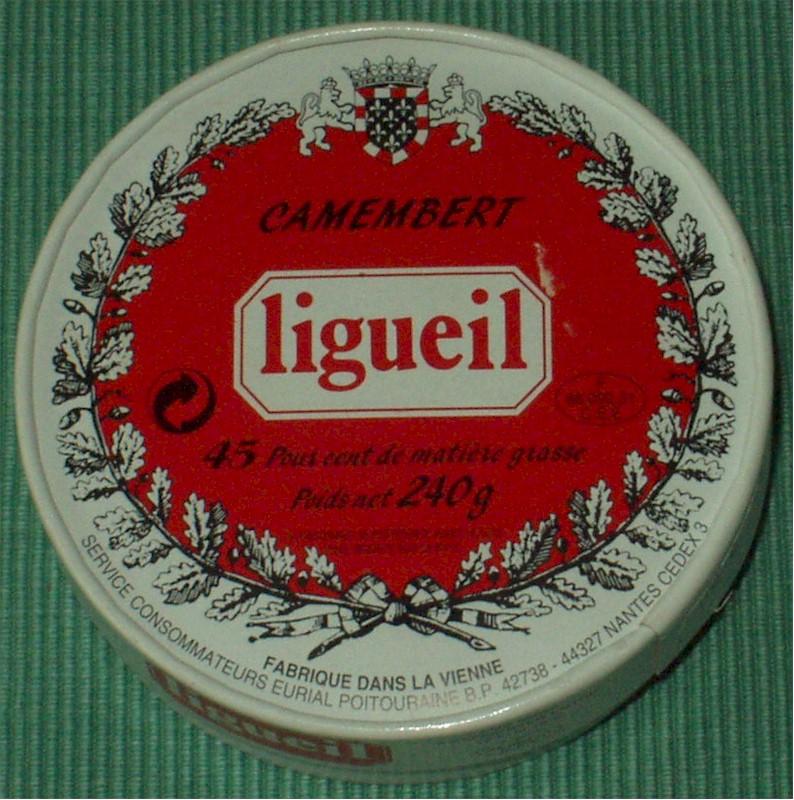 CAMEMBERT
ligueil
45 Pour cent de matière grasse
Poids net 240g
FABRIQUE DANS LA VIENNE
SERVICE CONSOMMATEURS EURIAL POITOURAINE B.P. 42738 - 44327 NANTES CEDEX 3
ligueil